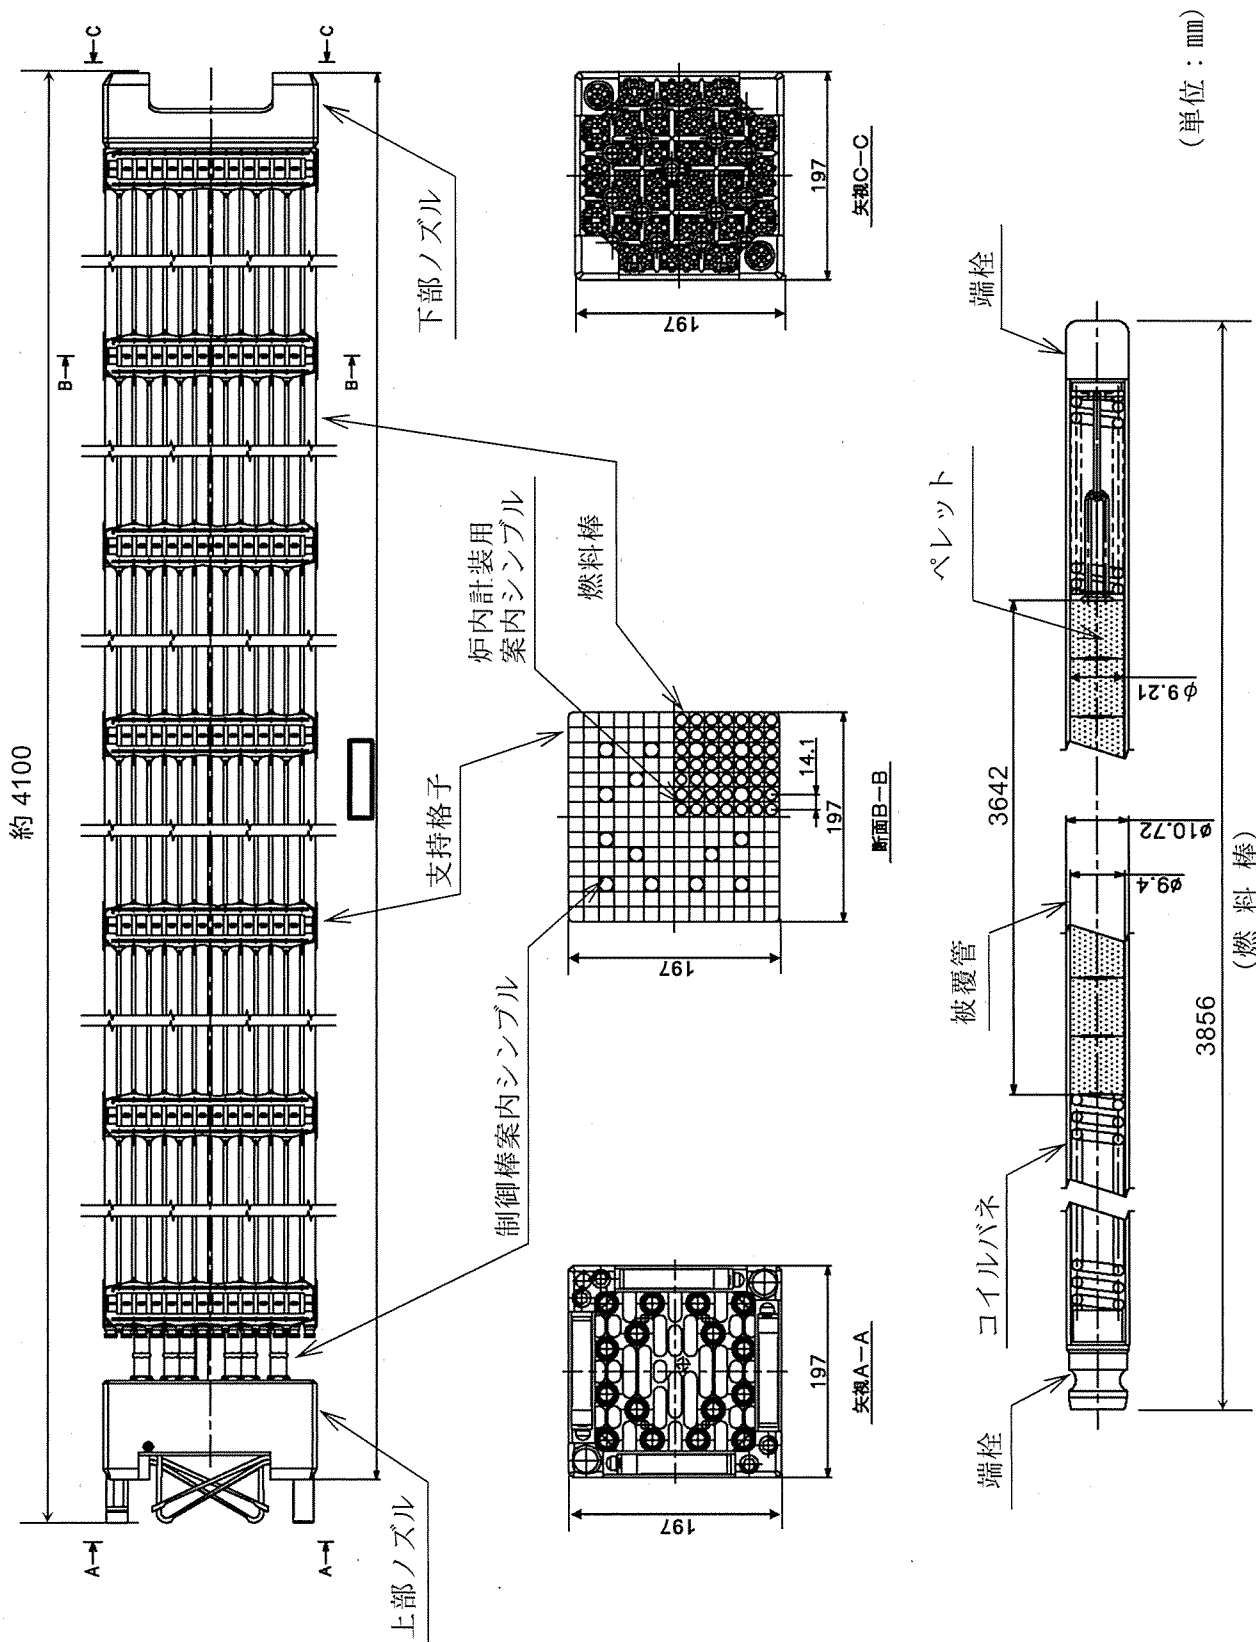 約 4100
A
A
B
B
C
C
上部ノズル
制御棒案内シンブル
支持格子
炉内計装用
案内シンブル
燃料棒
下部ノズル
197
197
矢視A-A
197
14.1
197
断面B-B
197
197
矢視C-C
端栓
コイルバネ
被覆管
ペレット
端栓
3642
φ9.4
φ10.72
φ9.21
3856
(燃 料 棒)
(単位:mm)